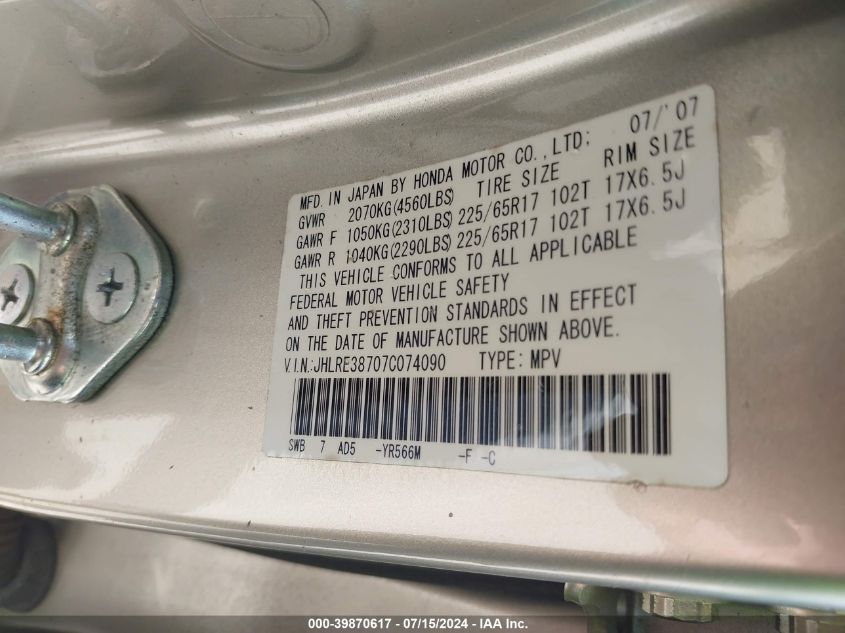 MFD. IN JAPAN BY HONDA MOTOR CO.,LTD; 07/'07
GVWR 2070KG(4560LBS) TIRE SIZE RIM SIZE
GAWR F 1050KG(2310LBS) 225/65R17 102T 17X6.5J
GAWR R 1040KG(2290LBS) 225/65R17 102T 17X6.5J
THIS VEHICLE CONFORMS TO ALL APPLICABLE
FEDERAL MOTOR VEHICLE SAFETY
AND THEFT PREVENTION STANDARDS IN EFFECT
ON THE DATE OF MANUFACTURE SHOWN ABOVE.
V.I.N.:JHLRE38707C074090 TYPE: MPV
SWB 7 AD5 -YR566M -F -C
000-39870617 - 07/15/2024 - IAA Inc.